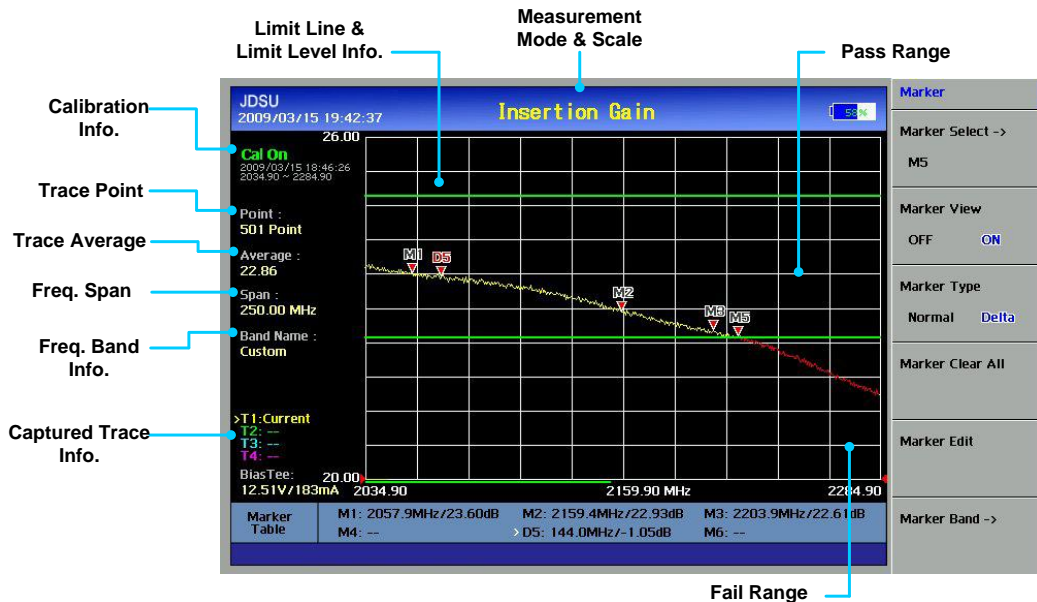 Limit Line &
Limit Level Info.
Measurement
Mode & Scale
Pass Range
Calibration
Info.
Trace Point
Trace Average
Freq. Span
Freq. Band
Info.
Captured Trace
Info.
Fail Range
JDSU
2009/03/15 19:42:37
Insertion Gain
58%
26.00
Cal On
2009/03/15 18:46:26
2034.90 ~ 2284.90
Point :
501 Point
Average :
22.86
Span :
250.00 MHz
Band Name :
Custom
>T1:Current
T2: --
T3: --
T4: --
BiasTee:
12.51V/183mA
20.00
2034.90
2159.90 MHz
2284.90
M1
D5
M2
M3
M5
Marker
Table
M1: 2057.9MHz/23.60dB
M2: 2159.4MHz/22.93dB
M3: 2203.9MHz/22.61dB
M4: --
>D5: 144.0MHz/-1.05dB
M6: --
Marker
Marker Select ->
M5
Marker View
OFF ON
Marker Type
Normal Delta
Marker Clear All
Marker Edit
Marker Band ->